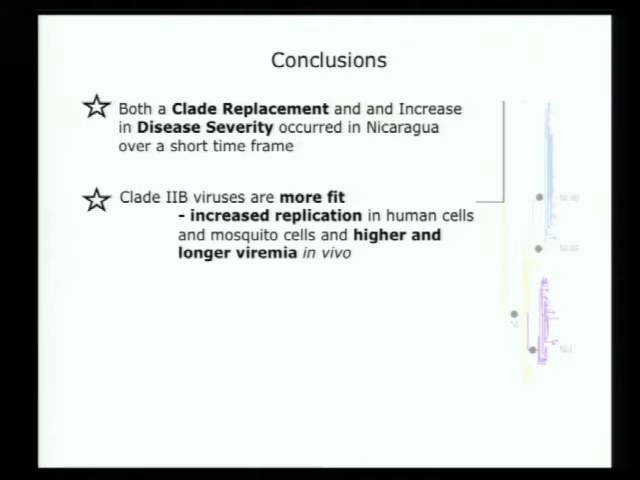 Conclusions
Both a Clade Replacement and and Increase
in Disease Severity occurred in Nicaragua
over a short time frame
Clade IIB viruses are more fit
- increased replication in human cells
and mosquito cells and higher and
longer viremia in vivo